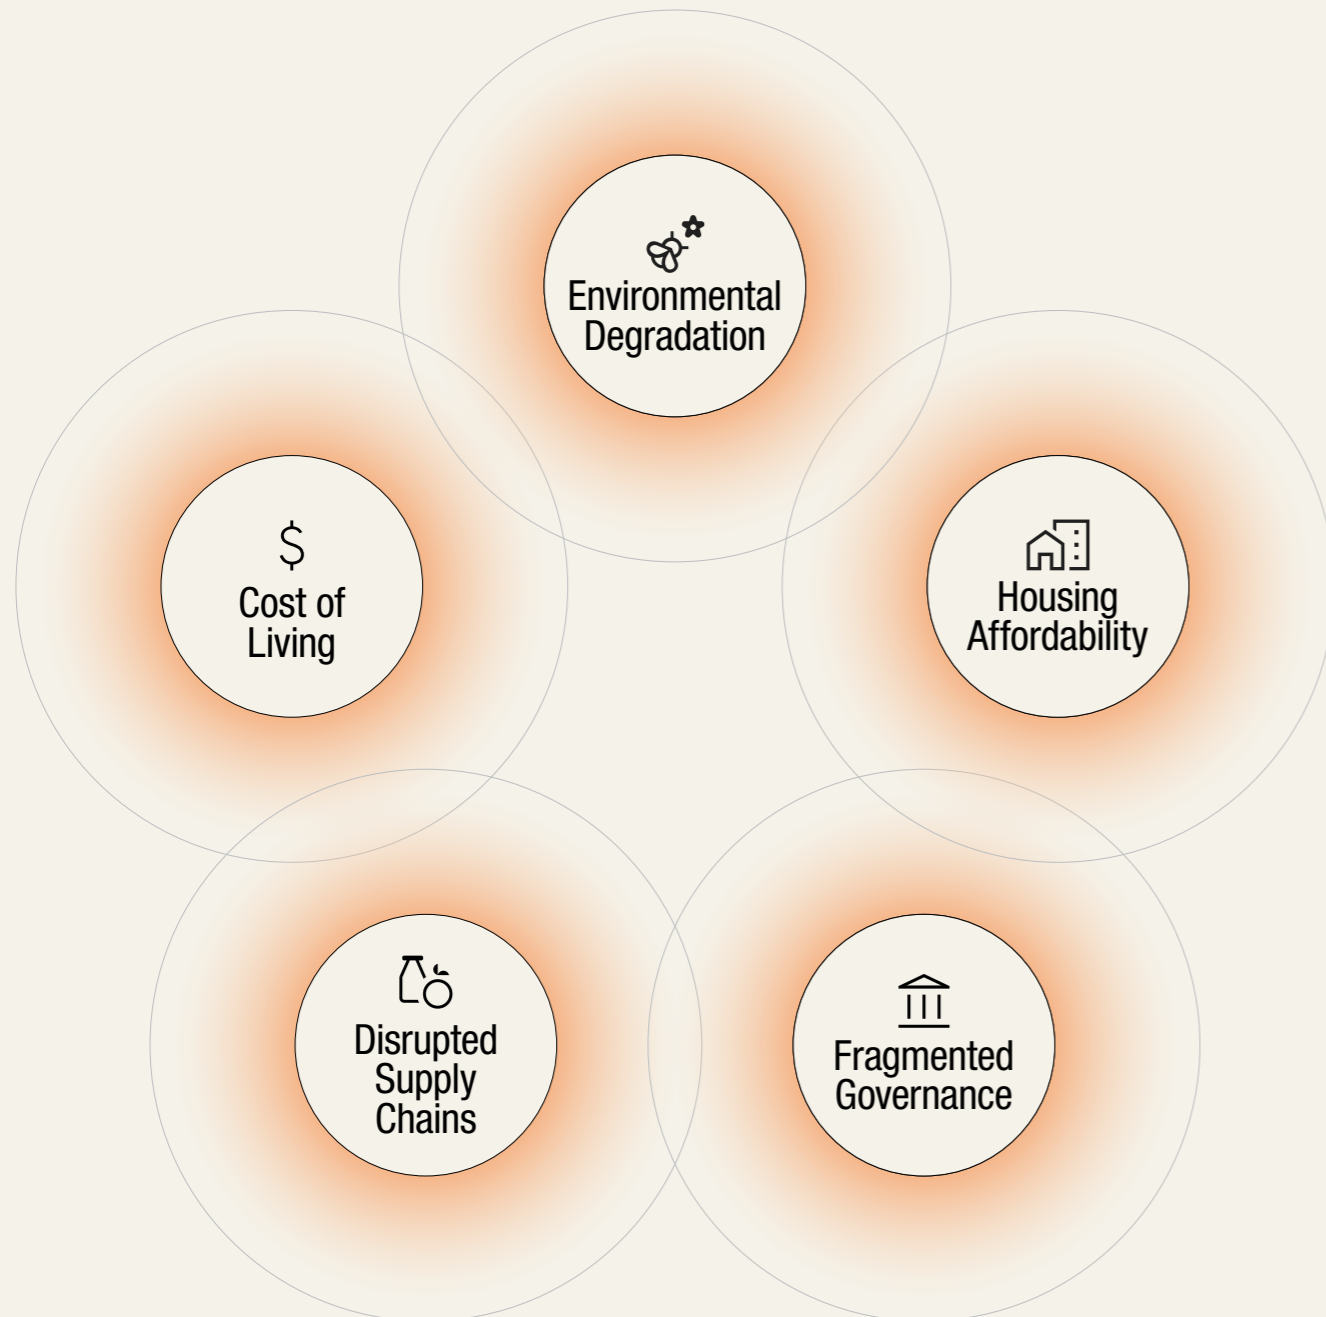 Environmental
Degradation
$
Cost of
Living
Housing
Affordability
Disrupted
Supply
Chains
Fragmented
Governance